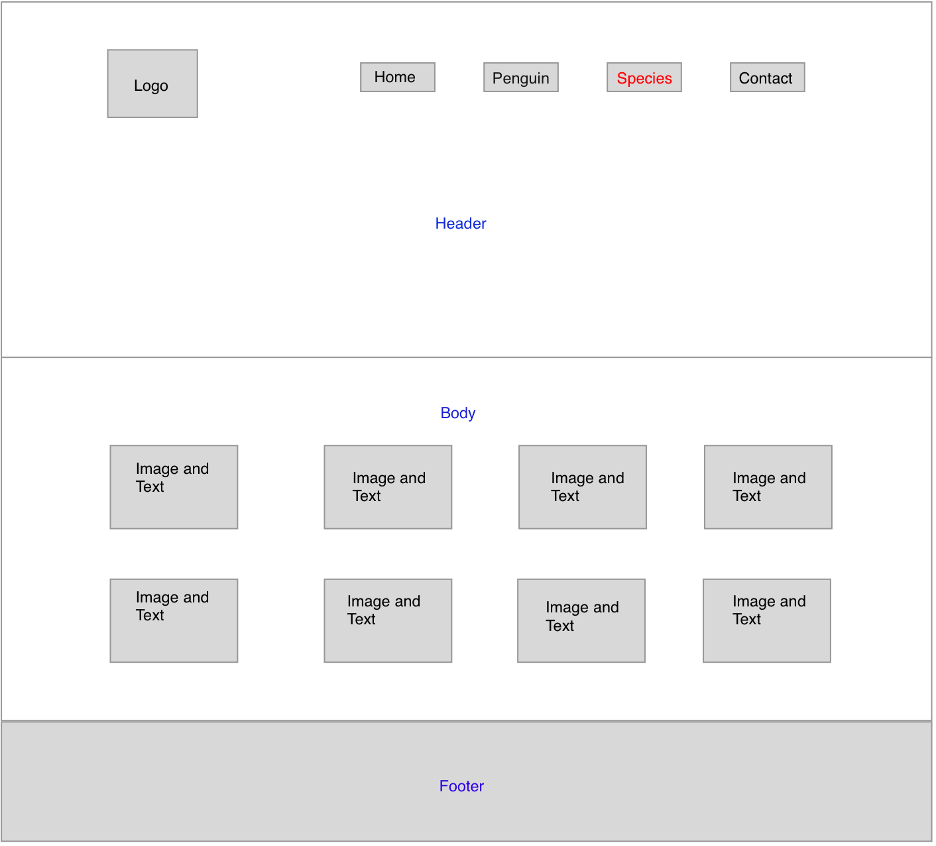 Logo
Home
Penguin
Species
Contact
Header
Body
Image and
Text
Image and
Text
Image and
Text
Image and
Text
Image and
Text
Image and
Text
Image and
Text
Image and
Text
Footer